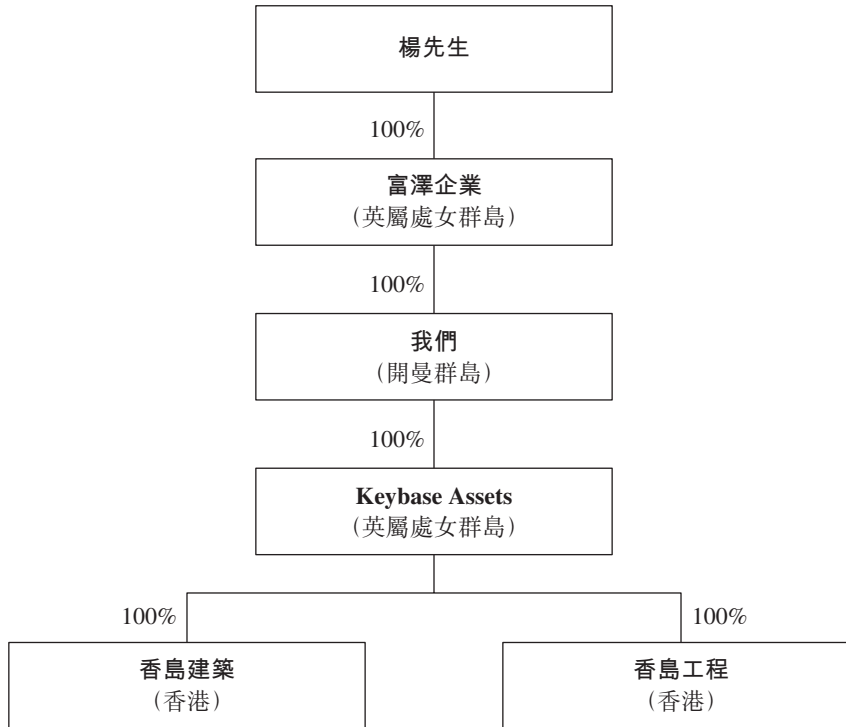 楊先生
100%
富澤企業
（英屬處女群島）
100%
我們
（開曼群島）
100%
Keybase Assets
（英屬處女群島）
100%
100%
香島建築
（香港）
香島工程
（香港）